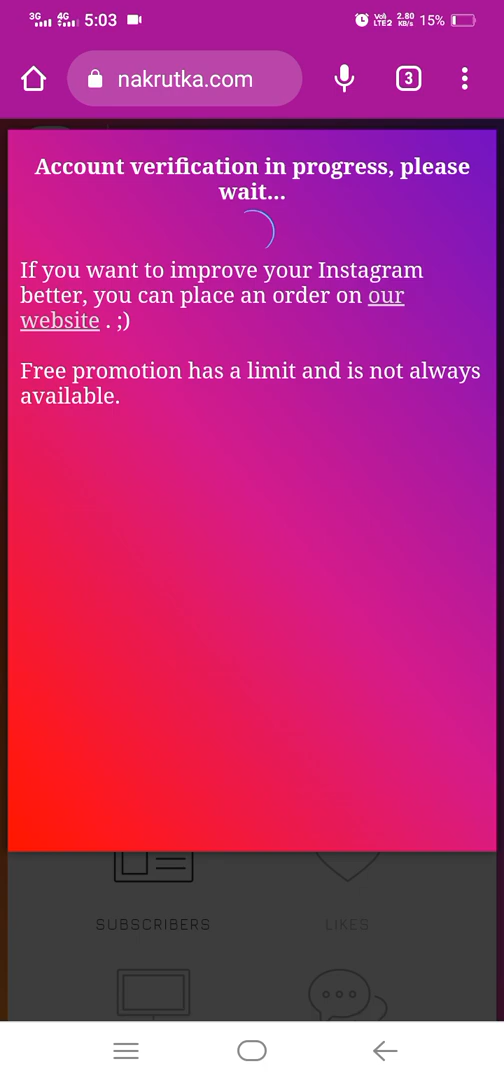 3G 4G 5:03 Vo) LTE2 2.80 KB/s 15%
nakrutka.com 3
Account verification in progress, please
wait...
If you want to improve your Instagram
better, you can place an order on our
website . ;)
Free promotion has a limit and is not always
available.
SUBSCRIBERS LIKES